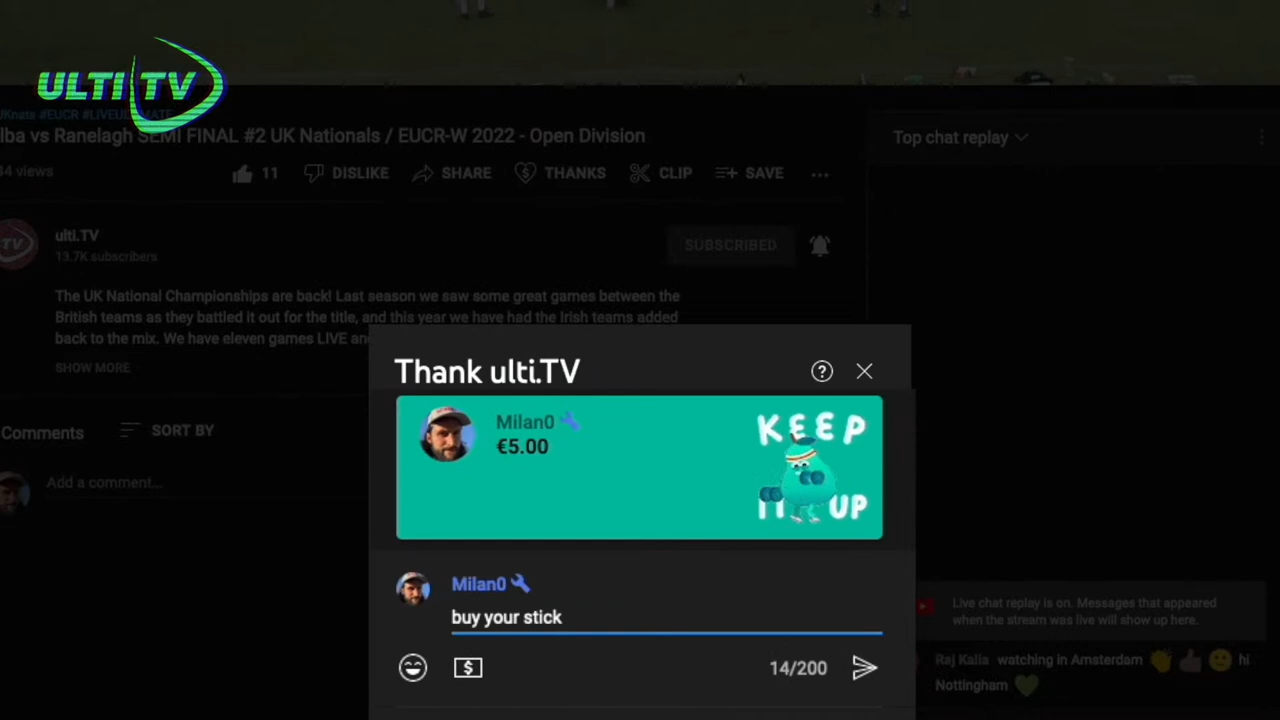 ULTI TV
Knats #EUCR #LIVEULTIMATE
lba vs Ranelagh SEMI FINAL #2 UK Nationals / EUCR-W 2022 - Open Division
44 views
11
DISLIKE
SHARE
THANKS
CLIP
SAVE
Top chat replay
TV
ulti.TV
13.7K subscribers
SUBSCRIBED
The UK National Championships are back! Last season we saw some great games between the
British teams as they battled it out for the title, and this year we have had the Irish teams added
back to the mix. We have eleven games LIVE and
SHOW MORE
Comments
SORT BY
Add a comment...
Thank ulti.TV
Milan0
€5.00
KEEP
IT UP
Milan0
buy your stick
14/200
Live chat replay is on. Messages that appeared
when the stream was live will show up here.
Raj Kalia watching in Amsterdam 👏👍🙂 hi
Nottingham 💚